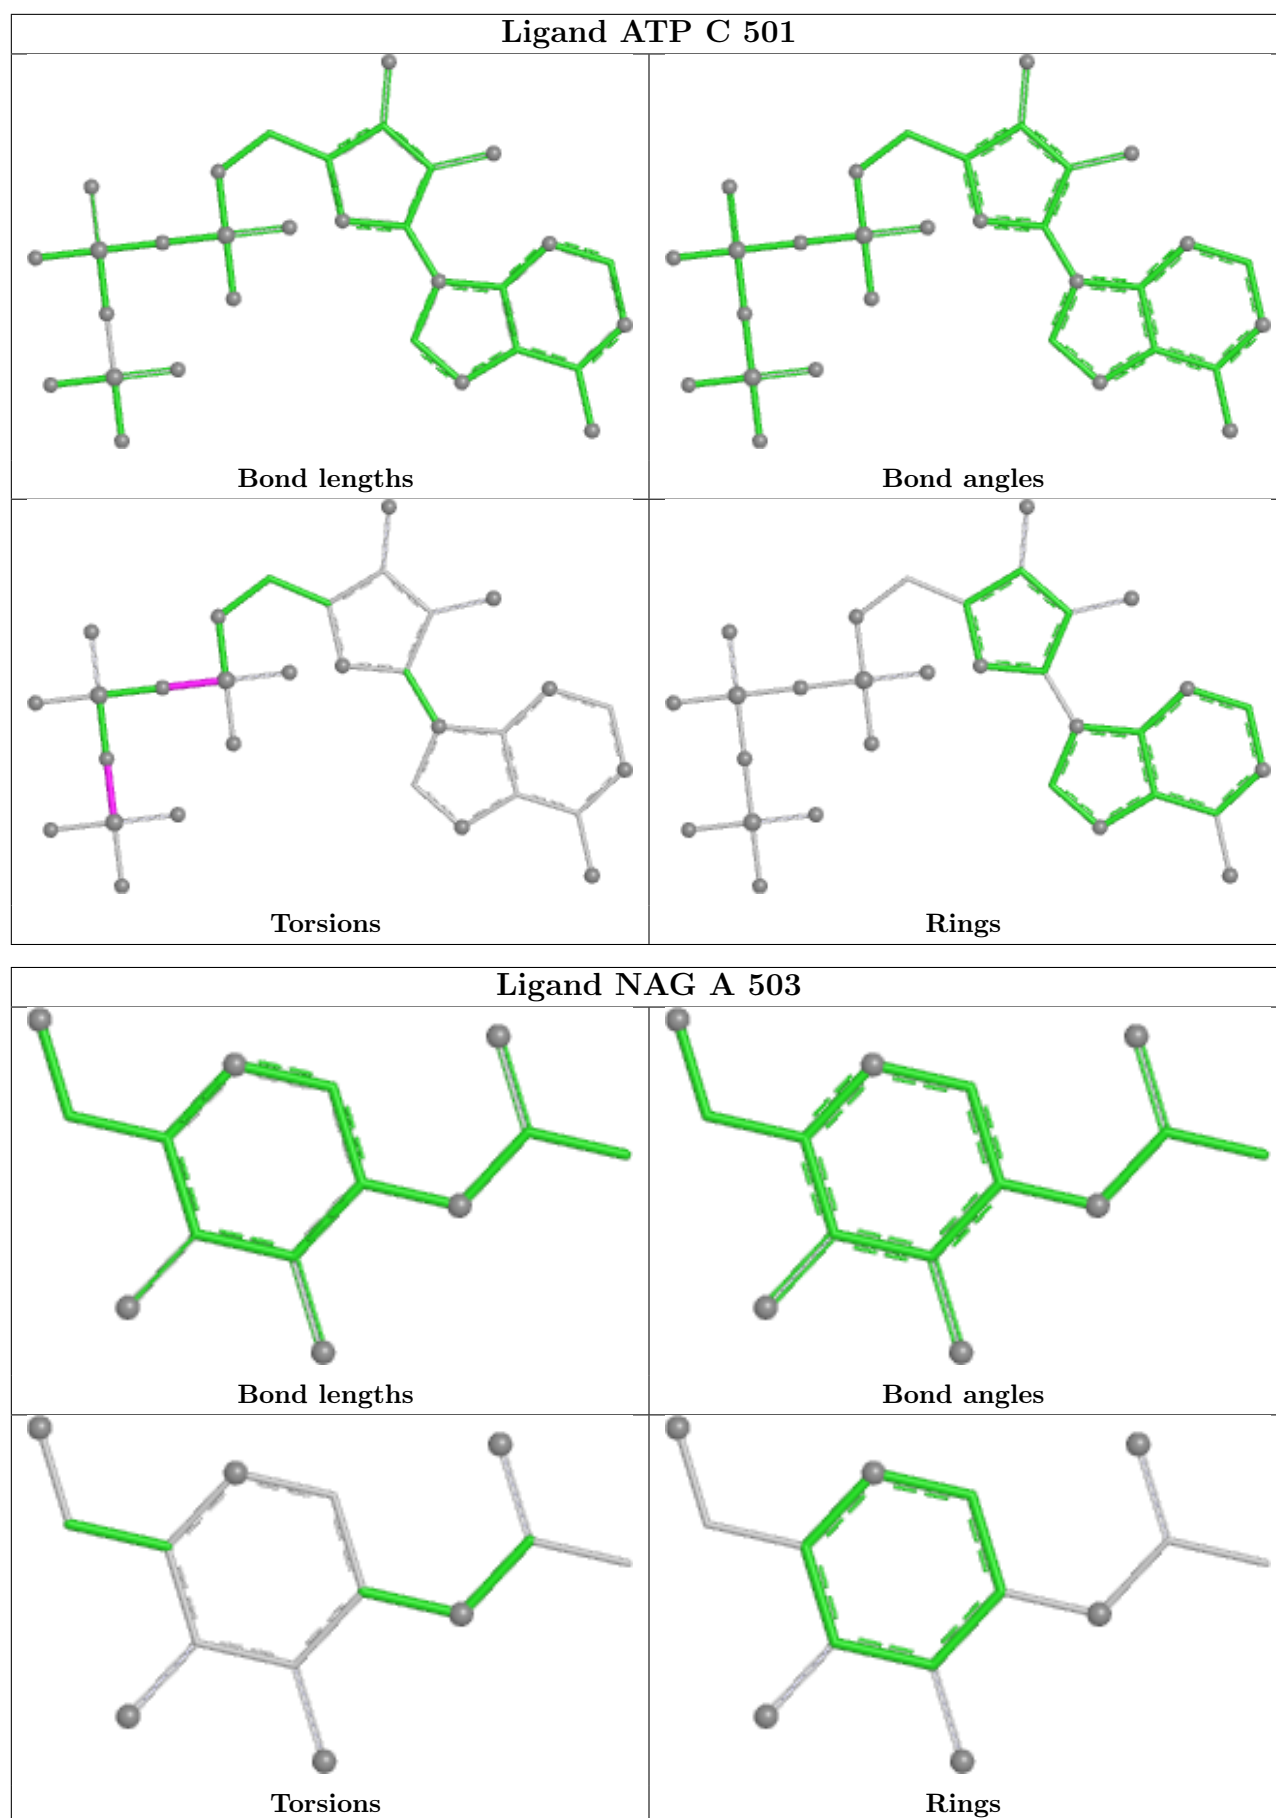 Ligand ATP C 501
Bond lengths
Bond angles
Torsions
Rings
Ligand NAG A 503
Bond lengths
Bond angles
Torsions
Rings